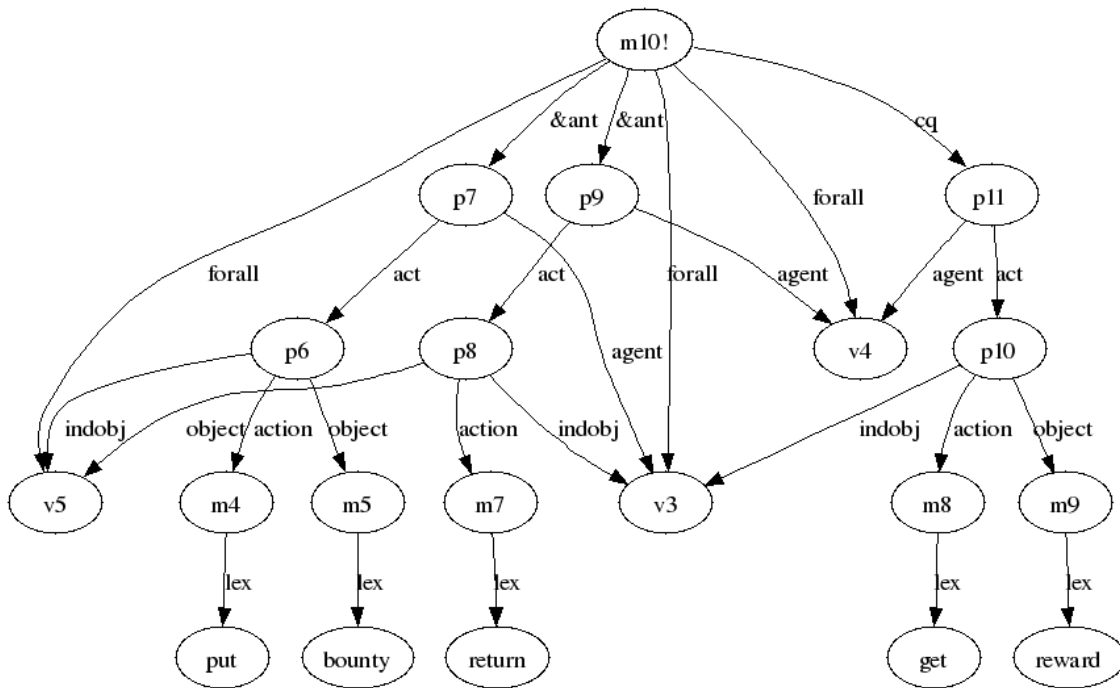 m10!
&ant &ant cq
p7 p9 p11
forall forall
act act forall agent agent act
p6 p8 v4 p10
agent
indobj object action object action indobj indobj action object
v5 m4 m5 m7 v3 m8 m9
lex lex lex lex lex
put bounty return get reward